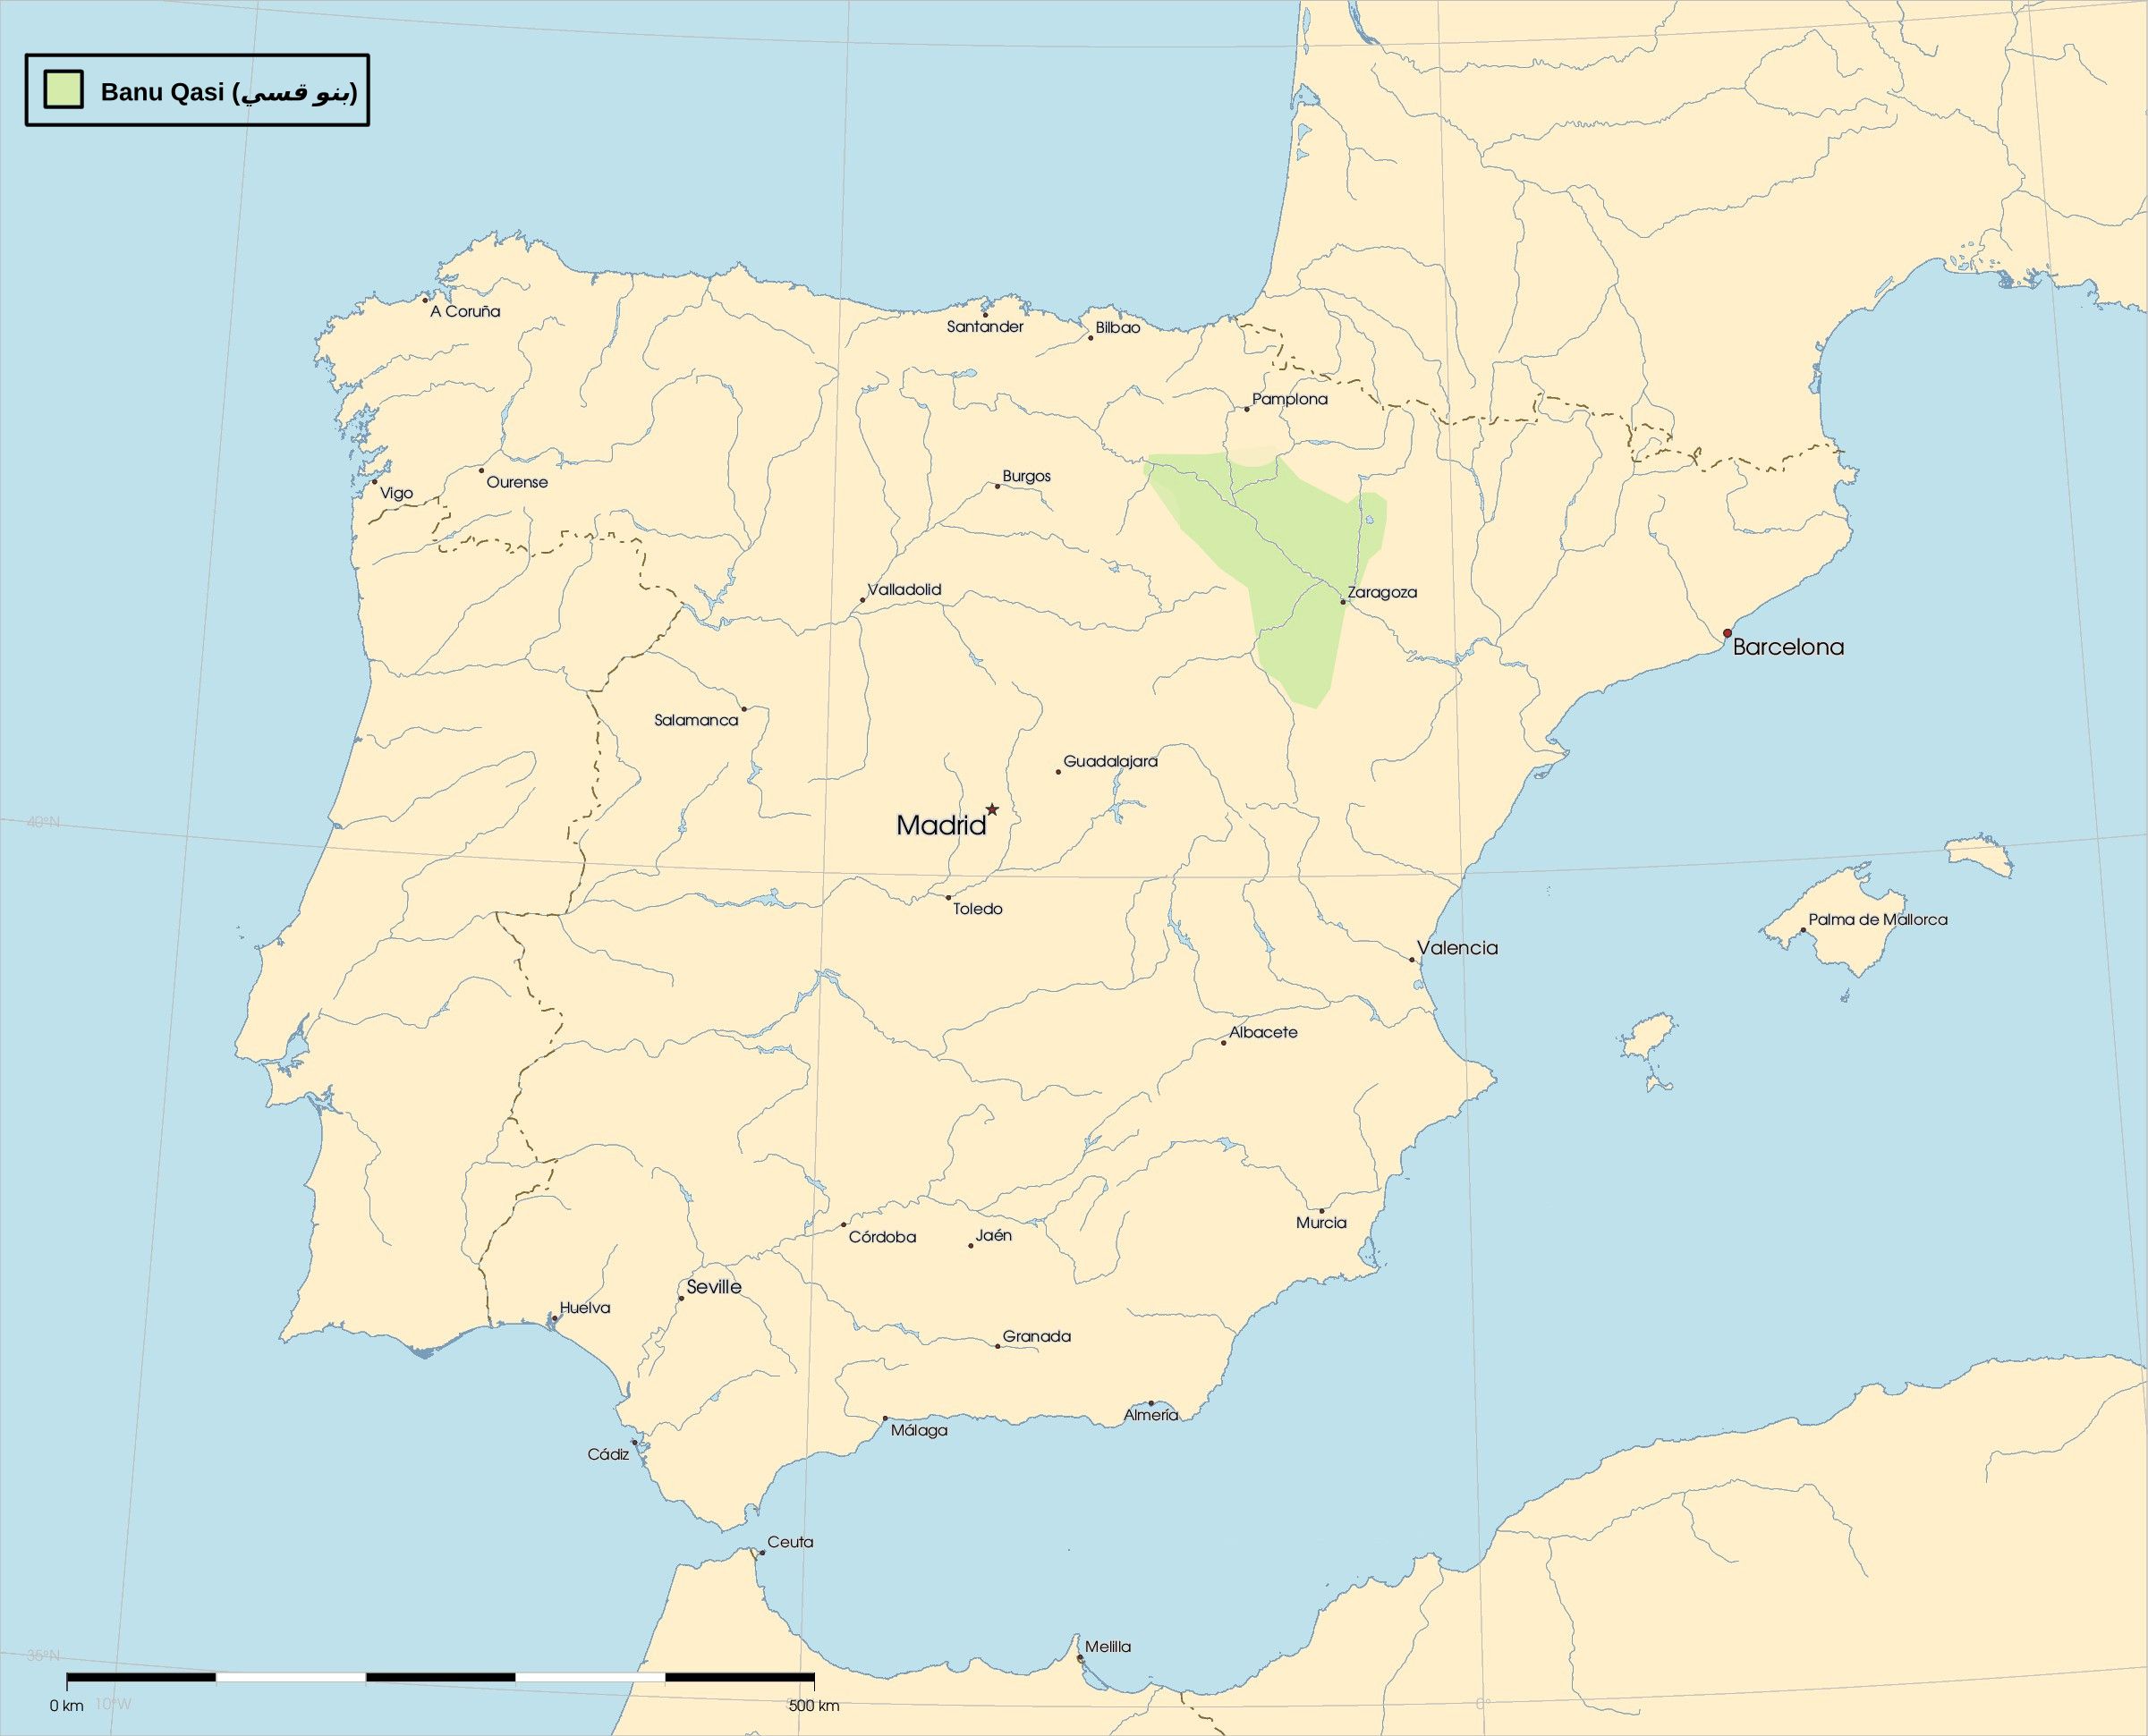 Banu Qasi (بنو قسي)
A Coruña
Santander
Bilbao
Pamplona
Ourense
Vigo
Burgos
Valladolid
Zaragoza
Barcelona
Salamanca
Guadalajara
Madrid
40°N
Toledo
Palma de Mallorca
Valencia
Albacete
Murcia
Córdoba
Jaén
Seville
Huelva
Granada
Almería
Málaga
Cádiz
Ceuta
Melilla
35°N
0 km
10°W
500 km
0°